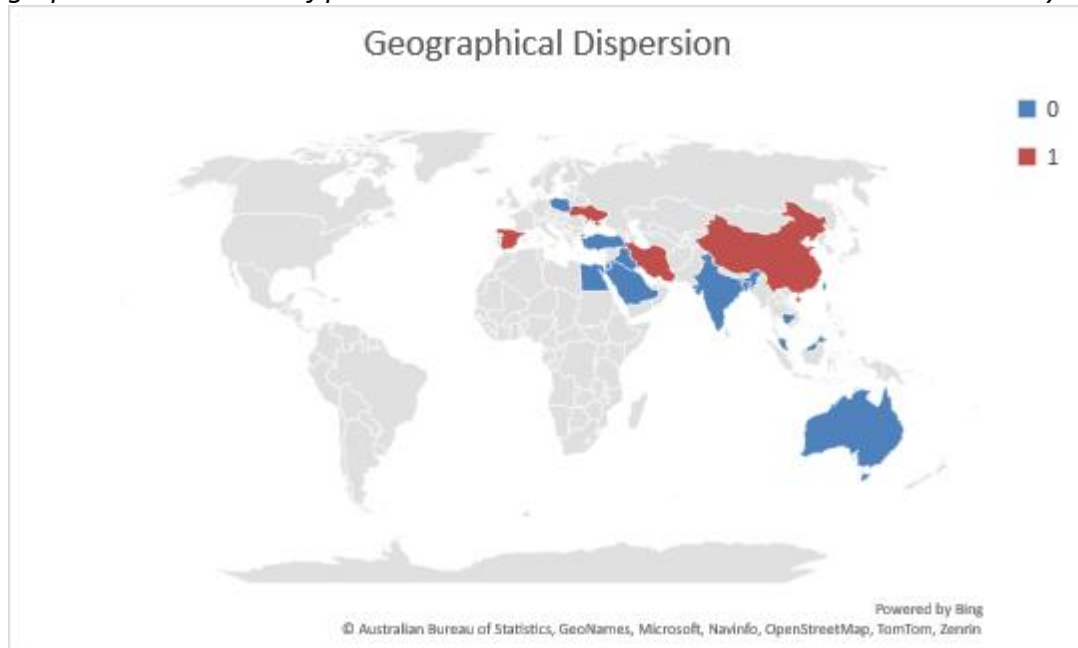 Geographical Dispersion
0
1
Powered by Bing
© Australian Bureau of Statistics, GeoNames, Microsoft, Navinfo, OpenStreetMap, TomTom, Zenrin